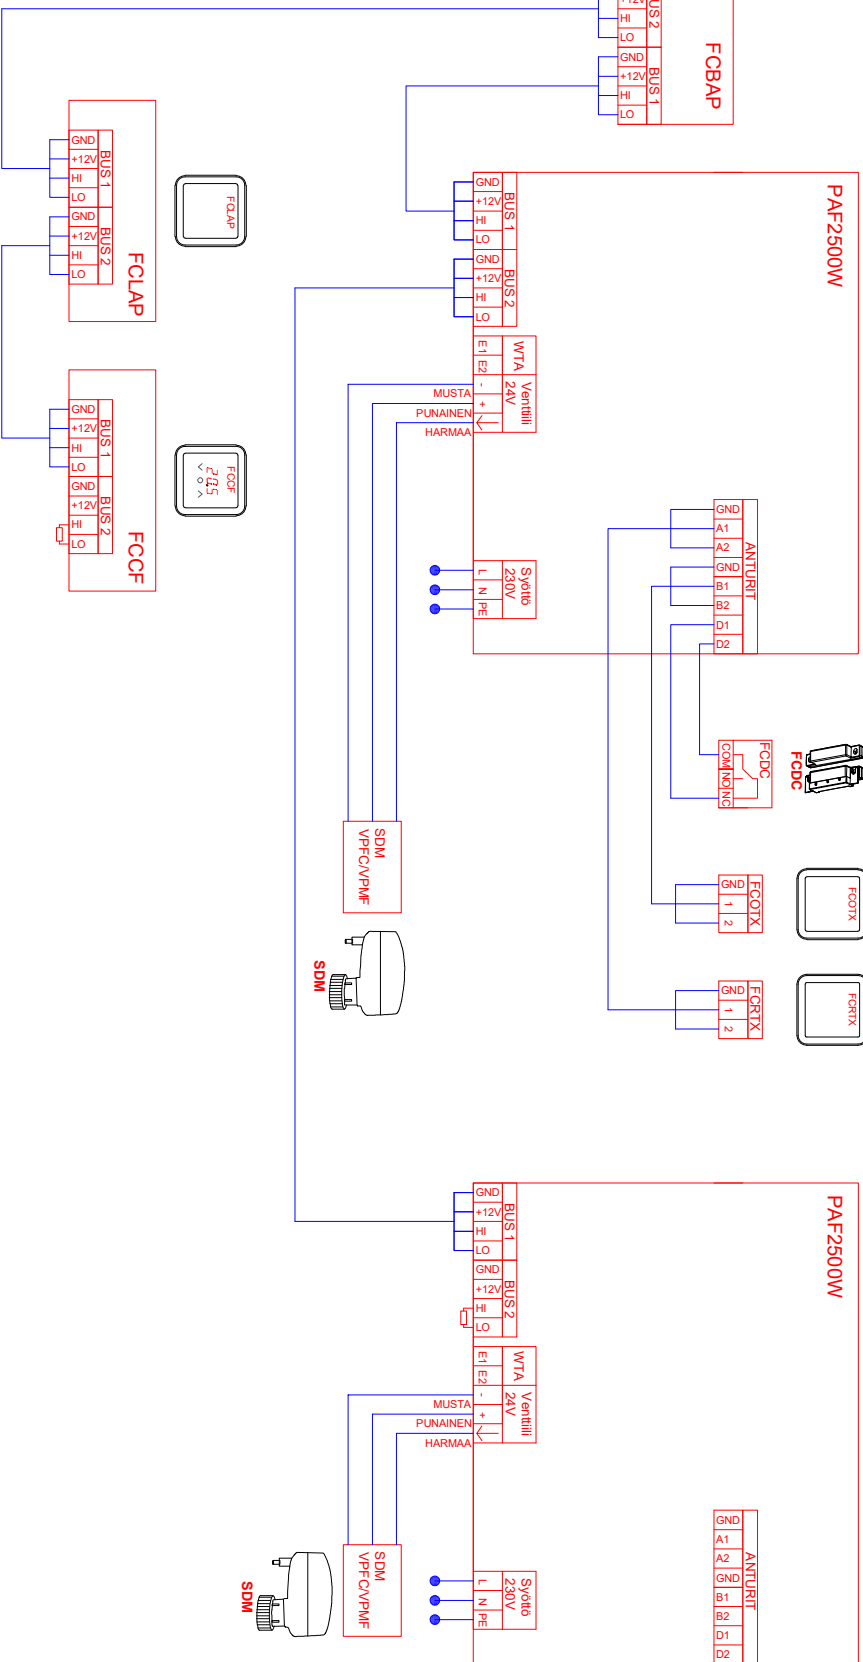 +12V
HI
LO
BUS 2
GND
+12V
HI
LO
BUS 1
FCBAP
GND
+12V
HI
LO
BUS 1
GND
+12V
HI
LO
BUS 2
FCLAP
FCLAP
GND
+12V
HI
LO
BUS 1
GND
+12V
HI
LO
BUS 2
FCCF
FCCF
20.5
PAF2500W
GND
+12V
HI
LO
BUS 1
GND
+12V
HI
LO
BUS 2
E1
E2
WTA
-
+
Venttiili
24V
MUSTA
PUNAINEN
HARMAA
L
N
PE
Syöttö
230V
GND
A1
A2
GND
B1
B2
D1
D2
ANTURIT
FCDC
COM
NO
NC
FCDC
GND
1
2
FCOTX
FCOTX
GND
1
2
FCRTX
FCRTX
SDM
VPFC/VPMF
SDM
PAF2500W
GND
+12V
HI
LO
BUS 1
GND
+12V
HI
LO
BUS 2
E1
E2
WTA
-
+
Venttiili
24V
MUSTA
PUNAINEN
HARMAA
L
N
PE
Syöttö
230V
GND
A1
A2
GND
B1
B2
D1
D2
ANTURIT
SDM
VPFC/VPMF
SDM